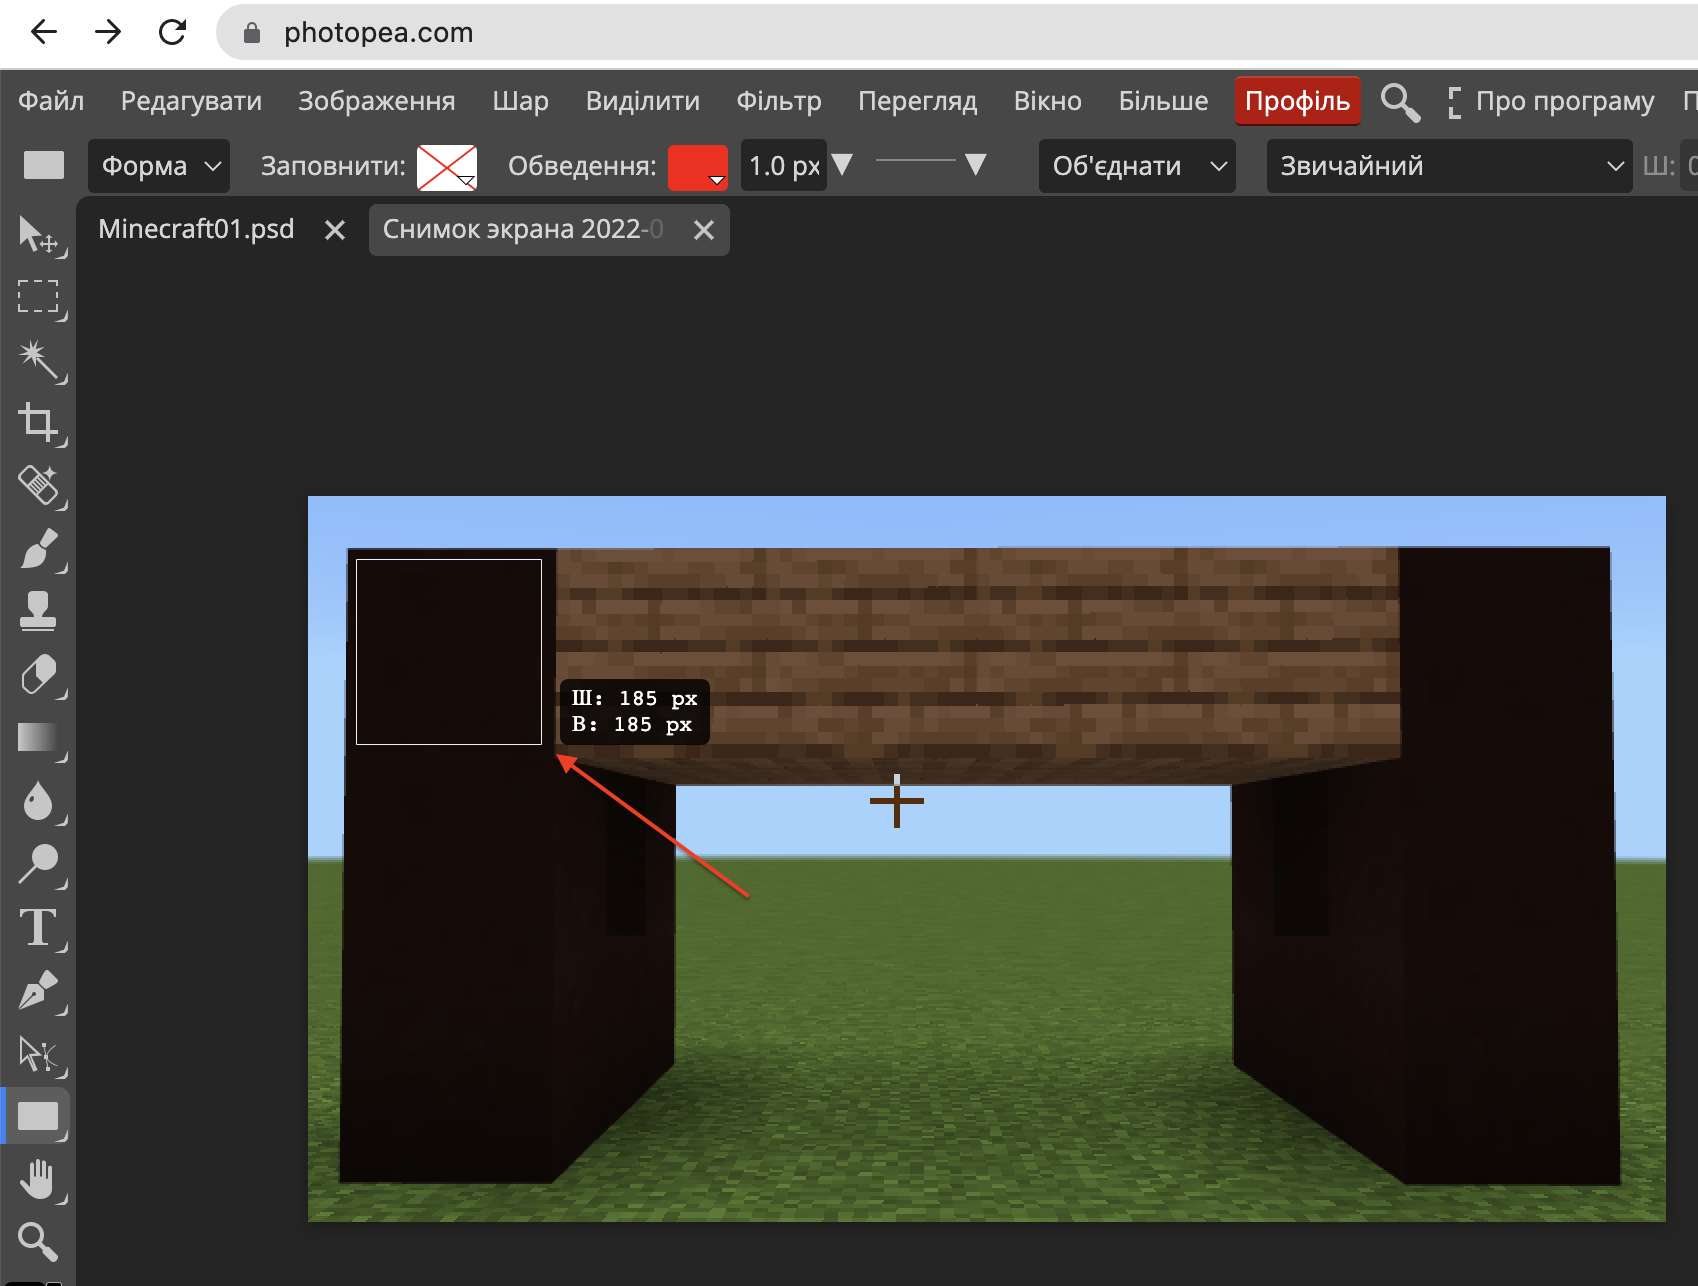 photopea.com
Файл Редагувати Зображення Шар Виділити Фільтр Перегляд Вікно Більше Профіль Про програму
Форма Заповнити: Обведення: 1.0 px Об'єднати Звичайний Ш:
Minecraft01.psd Снимок экрана 2022-0
Ш: 185 px
В: 185 px